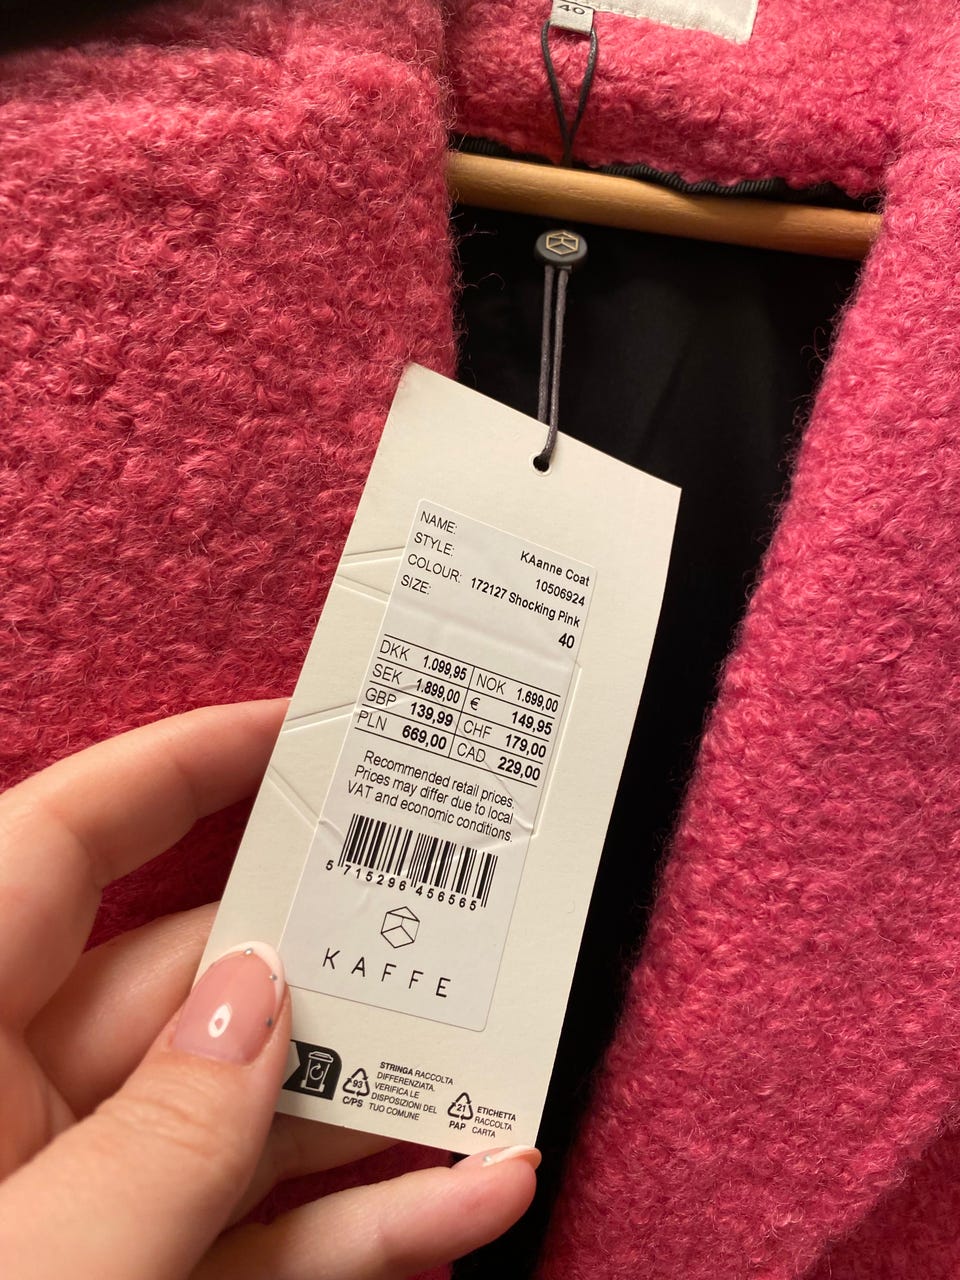 40
NAME: KAanne Coat
STYLE: 10506924
COLOUR: 172127 Shocking Pink
SIZE: 40
DKK 1.099,95 NOK 1.699,00
SEK 1.899,00 € 149,95
GBP 139,99 CHF 179,00
PLN 669,00 CAD 229,00
Recommended retail prices.
Prices may differ due to local
VAT and economic conditions.
5 715296 456565
KAFFE
STRINGA RACCOLTA
DIFFERENZIATA.
VERIFICA LE
DISPOSIZIONI DEL
TUO COMUNE
93
C/PS
21
PAP
ETICHETTA
RACCOLTA
CARTA